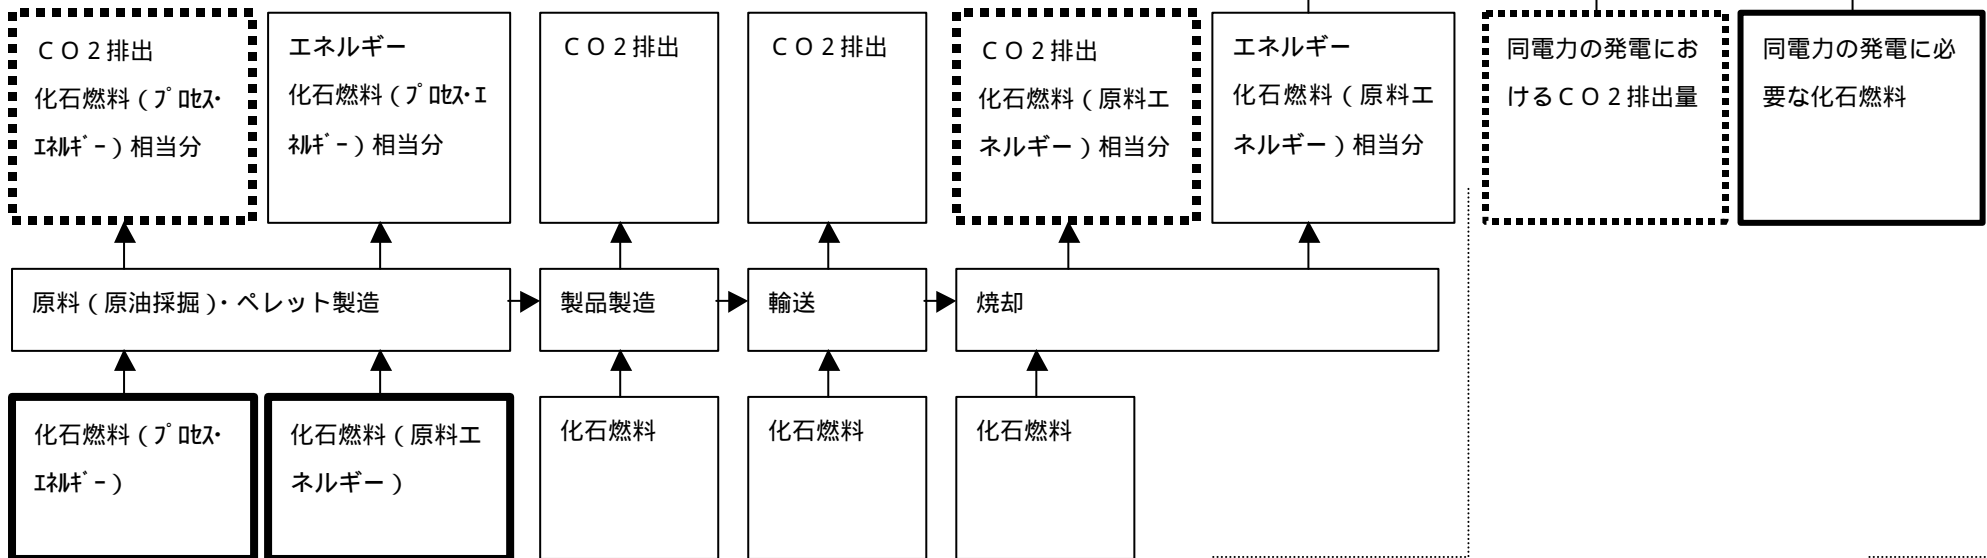 ＣＯ２排出
化石燃料（ﾌﾟﾛｾｽ・
ｴﾈﾙｷﾞｰ）相当分
エネルギー
化石燃料（ﾌﾟﾛｾｽ・ｴ
ﾈﾙｷﾞｰ）相当分
ＣＯ２排出
ＣＯ２排出
ＣＯ２排出
化石燃料（原料エ
ネルギー）相当分
エネルギー
化石燃料（原料エ
ネルギー）相当分
同電力の発電にお
けるＣＯ２排出量
同電力の発電に必
要な化石燃料
原料（原油採掘）・ペレット製造
製品製造
輸送
焼却
化石燃料（ﾌﾟﾛｾｽ・
ｴﾈﾙｷﾞｰ）
化石燃料（原料エ
ネルギー）
化石燃料
化石燃料
化石燃料